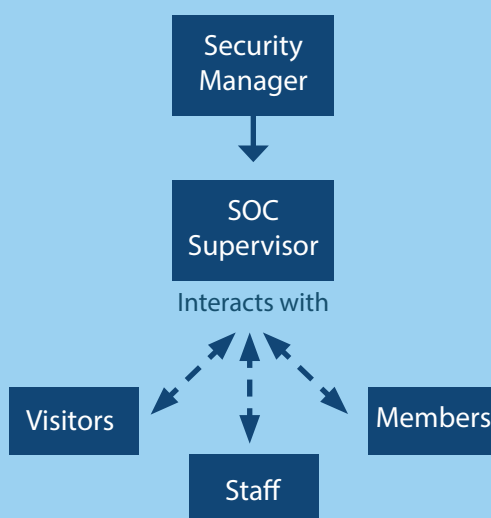 Security
Manager
SOC
Supervisor
Interacts with
Visitors
Members
Staff